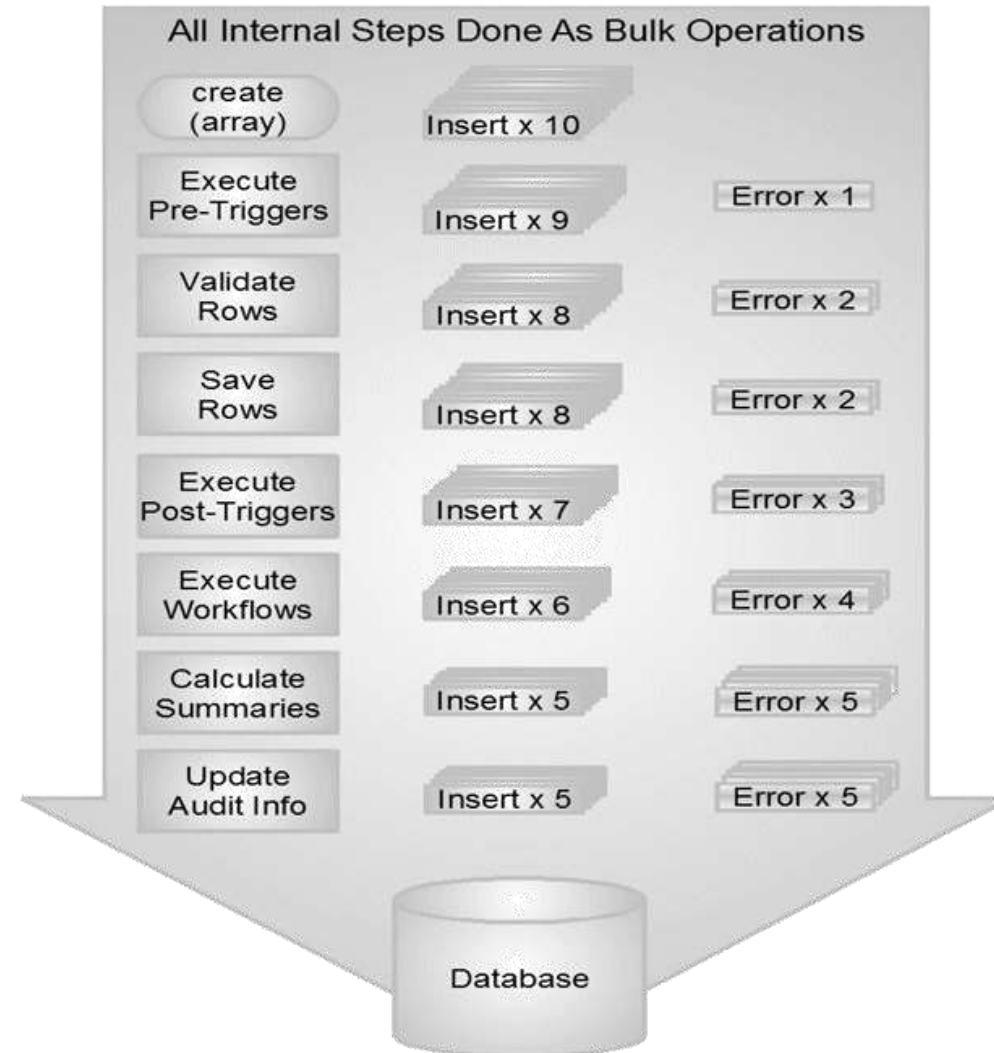 All Internal Steps Done As Bulk Operations
create
(array)
Insert x 10
Execute
Pre-Triggers
Insert x 9
Error x 1
Validate
Rows
Insert x 8
Error x 2
Save
Rows
Insert x 8
Error x 2
Execute
Post-Triggers
Insert x 7
Error x 3
Execute
Workflows
Insert x 6
Error x 4
Calculate
Summaries
Insert x 5
Error x 5
Update
Audit Info
Insert x 5
Error x 5
Database